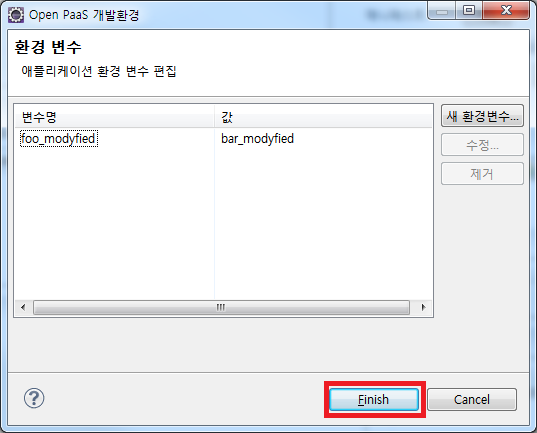 Open PaaS 개발환경
환경 변수
애플리케이션 환경 변수 편집
변수명 값
foo_modyfied bar_modyfied
새 환경변수...
수정...
제거
?
Finish Cancel